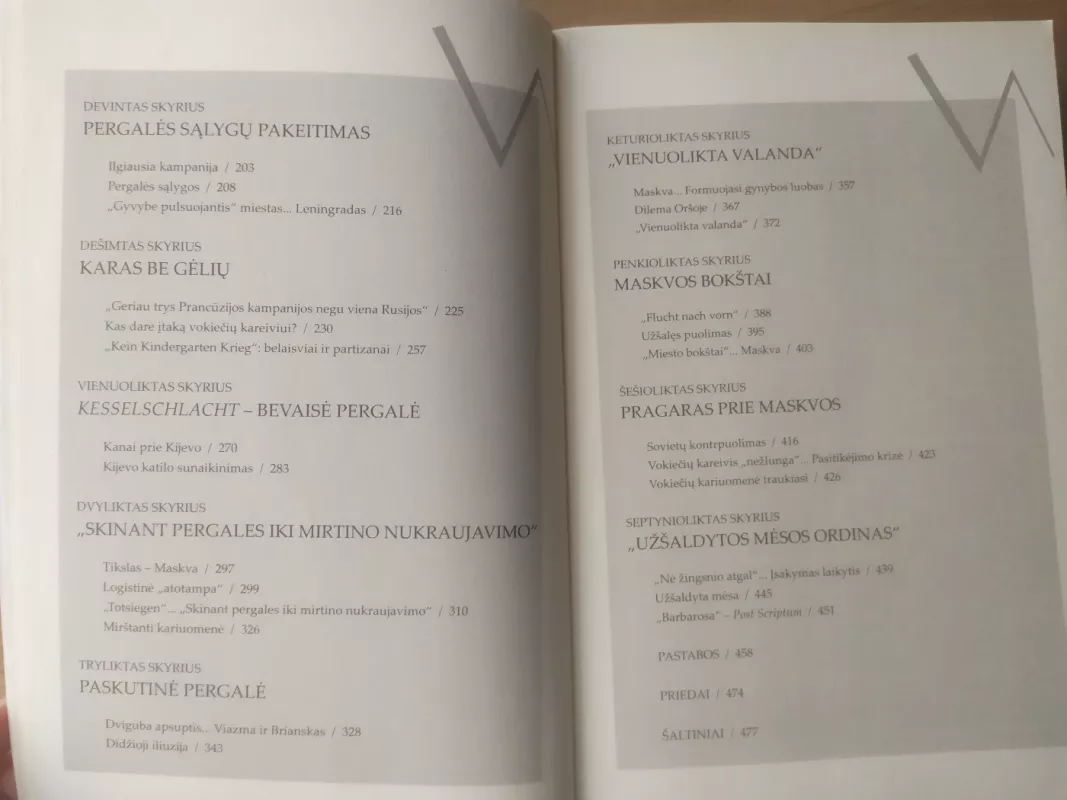 DEVINTAS SKYRIUS
PERGALĖS SĄLYGŲ PAKEITIMAS
Ilgiausia kampanija / 203
Pergalės sąlygos / 208
„Gyvybe pulsuojantis“ miestas... Leningradas / 216
DEŠIMTAS SKYRIUS
KARAS BE GĖLIŲ
„Geriau trys Prancūzijos kampanijos negu viena Rusijos“ / 225
Kas darė įtaką vokiečių kareiviui? / 230
„Kein Kindergarten Krieg“: belaisviai ir partizanai / 257
VIENUOLIKTAS SKYRIUS
KESSELSCHLACHT – BEVAISĖ PERGALĖ
Kanai prie Kijevo / 270
Kijevo katilo sunaikinimas / 283
DVYLIKTAS SKYRIUS
„SKINANT PERGALES IKI MIRTINO NUKRAUJAVIMO“
Tikslas – Maskva / 297
Logistinė „atotampa“ / 299
„Totsiegen“... „Skinant pergales iki mirtino nukraujavimo“ / 310
Mirštanti kariuomenė / 326
TRYLIKTAS SKYRIUS
PASKUTINĖ PERGALĖ
Dviguba apsuptis... Viazma ir Brianskas / 328
Didžioji iliuzija / 343
KETURIOLIKTAS SKYRIUS
„VIENUOLIKTA VALANDA“
Maskva... Formuojasi gynybos luobas / 357
Dilema Oršoje / 367
„Vienuolikta valanda“ / 372
PENKIOLIKTAS SKYRIUS
MASKVOS BOKŠTAI
„Flucht nach vorn“ / 388
Užšalęs puolimas / 395
„Miesto bokštai“... Maskva / 403
ŠEŠIOLIKTAS SKYRIUS
PRAGARAS PRIE MASKVOS
Sovietų kontrpuolimas / 416
Vokiečių kareivis „nežlunga“... Pasitikėjimo krizė / 423
Vokiečių kariuomenė traukiasi / 426
SEPTYNIOLIKTAS SKYRIUS
„UŽŠALDYTOS MĖSOS ORDINAS“
„Nė žingsnio atgal“... Įsakymas laikytis / 439
Užšaldyta mėsa / 445
„Barbarosa“ – Post Scriptum / 451
PASTABOS / 458
PRIEDAI / 474
ŠALTINIAI / 477